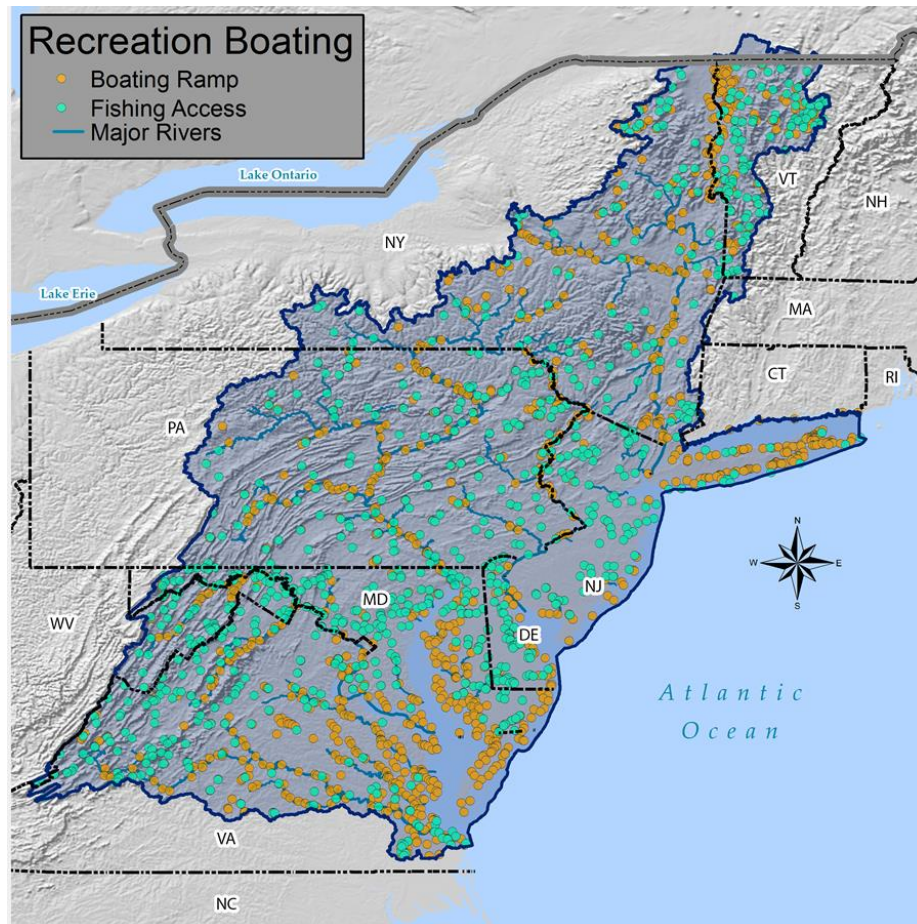 Recreation Boating
Boating Ramp
Fishing Access
Major Rivers
Lake Ontario
VT
NH
NY
Lake Erie
MA
CT
RI
PA
N
W
E
S
NJ
MD
WV
DE
Atlantic
Ocean
VA
NC